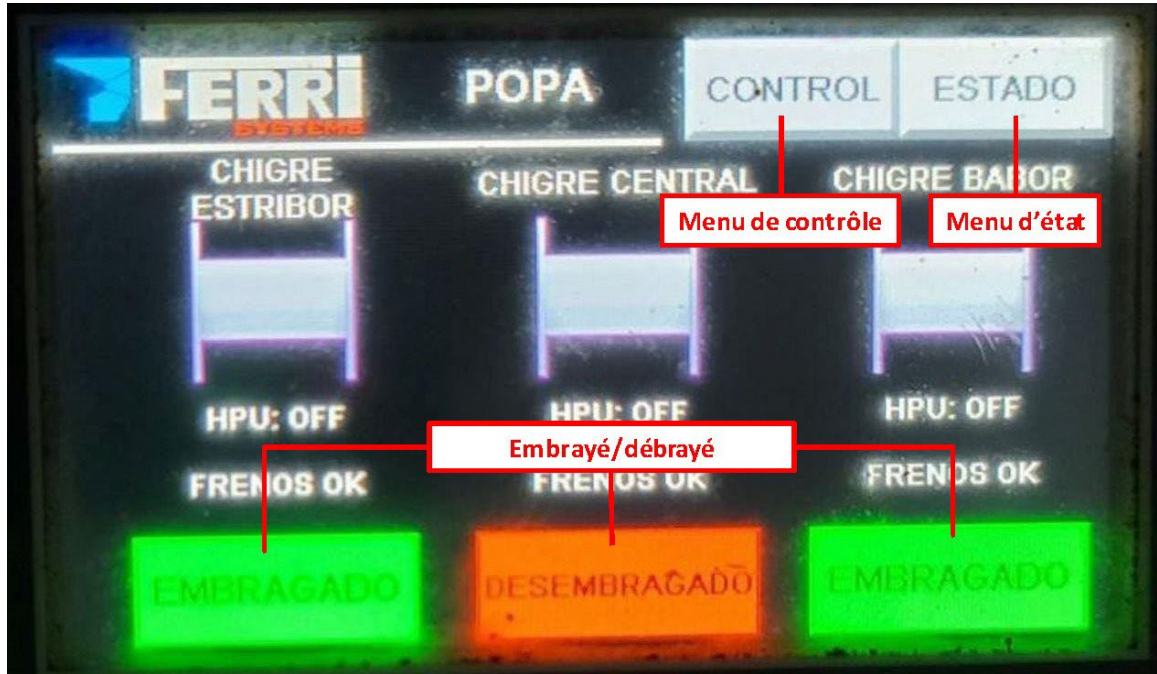 FERRI
SYSTEMS
POPA
CONTROL
ESTADO
CHIGRE
ESTRIBOR
CHIGRE CENTRAL
CHIGRE BABOR
Menu de contrôle
Menu d'état
HPU: OFF
HPU: OFF
HPU: OFF
Embrayé/débrayé
FRENOS OK
FRENOS OK
FRENOS OK
EMBRAGADO
DESEMBRAGADO
EMBRAGADO